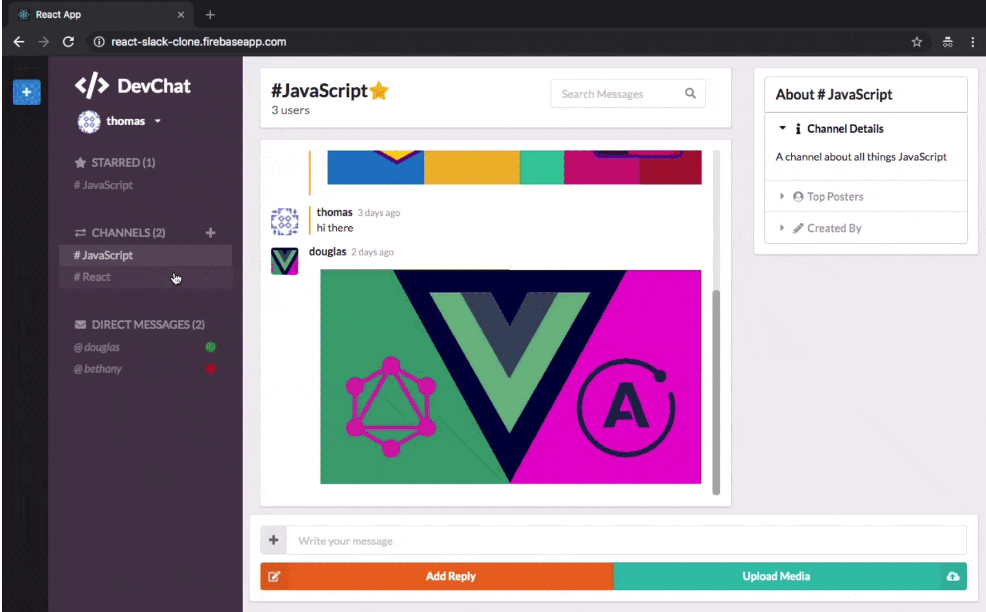 React App
react-slack-clone.firebaseapp.com
</> DevChat
thomas
STARRED (1)
# JavaScript
CHANNELS (2)
# JavaScript
# React
DIRECT MESSAGES (2)
@ douglas
@ bethany
#JavaScript
3 users
Search Messages
thomas 3 days ago
hi there
douglas 2 days ago
A
Write your message
Add Reply
Upload Media
About # JavaScript
Channel Details
A channel about all things JavaScript
Top Posters
Created By